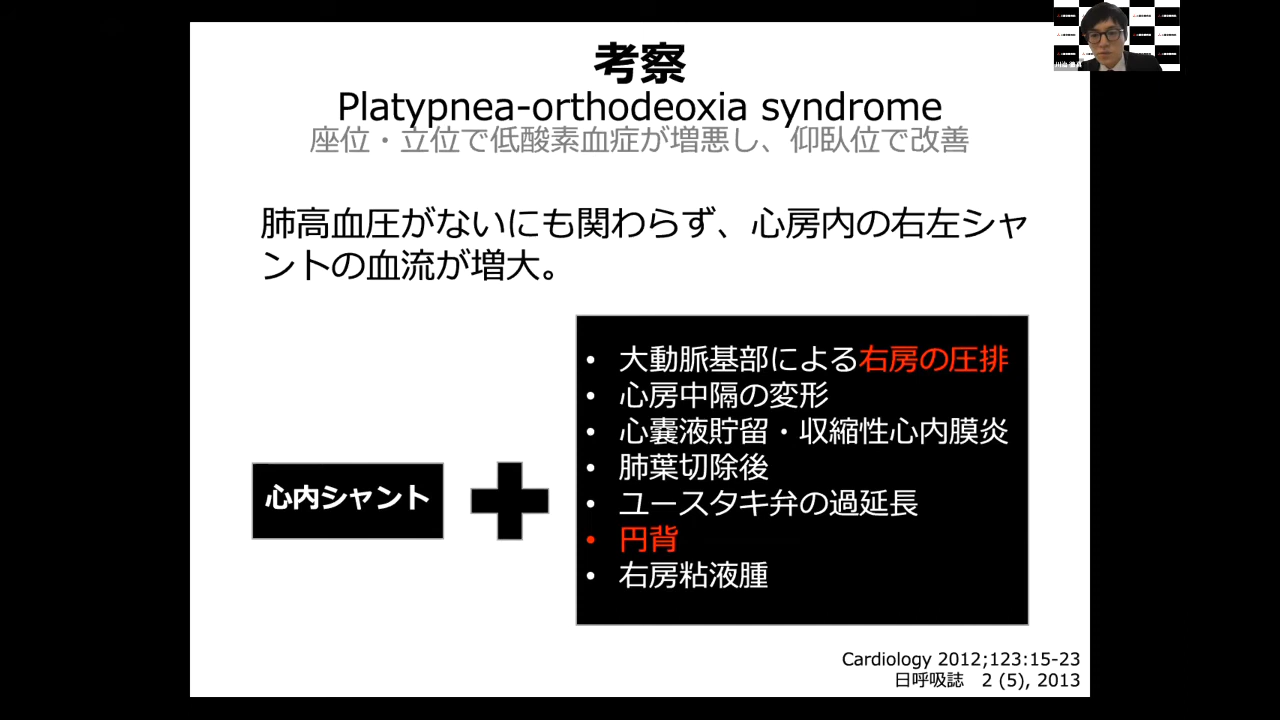 考察
Platypnea-orthodeoxia syndrome
座位・立位で低酸素血症が増悪し、仰臥位で改善
肺高血圧がないにも関わらず、心房内の右左シャ
ントの血流が増大。
• 大動脈基部による右房の圧排
• 心房中隔の変形
• 心嚢液貯留・収縮性心内膜炎
• 肺葉切除後
• ユースタキ弁の過延長
• 円背
• 右房粘液腫
心内シャント
Cardiology 2012;123:15-23
日呼吸誌 2 (5), 2013